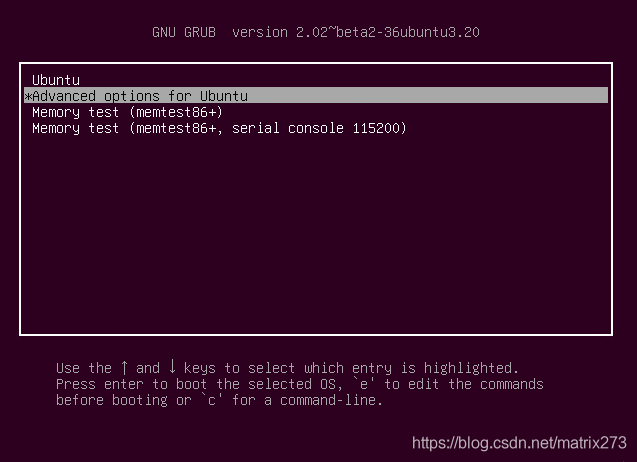 GNU GRUB  version 2.02~beta2-36ubuntu3.20
Ubuntu
*Advanced options for Ubuntu
Memory test (memtest86+)
Memory test (memtest86+, serial console 115200)
Use the ↑ and ↓ keys to select which entry is highlighted.
Press enter to boot the selected OS, `e' to edit the commands
before booting or `c' for a command-line.
https://blog.csdn.net/matrix273